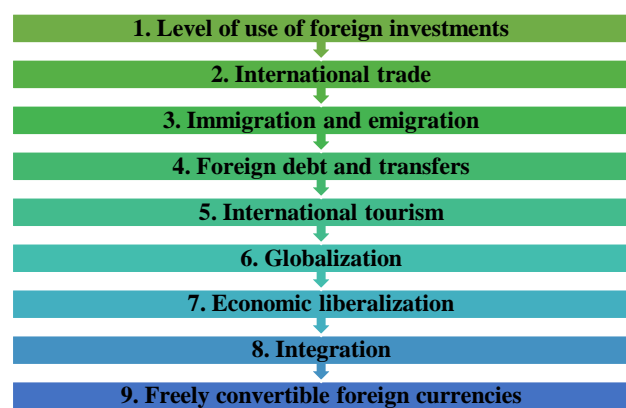 1. Level of use of foreign investments
2. International trade
3. Immigration and emigration
4. Foreign debt and transfers
5. International tourism
6. Globalization
7. Economic liberalization
8. Integration
9. Freely convertible foreign currencies